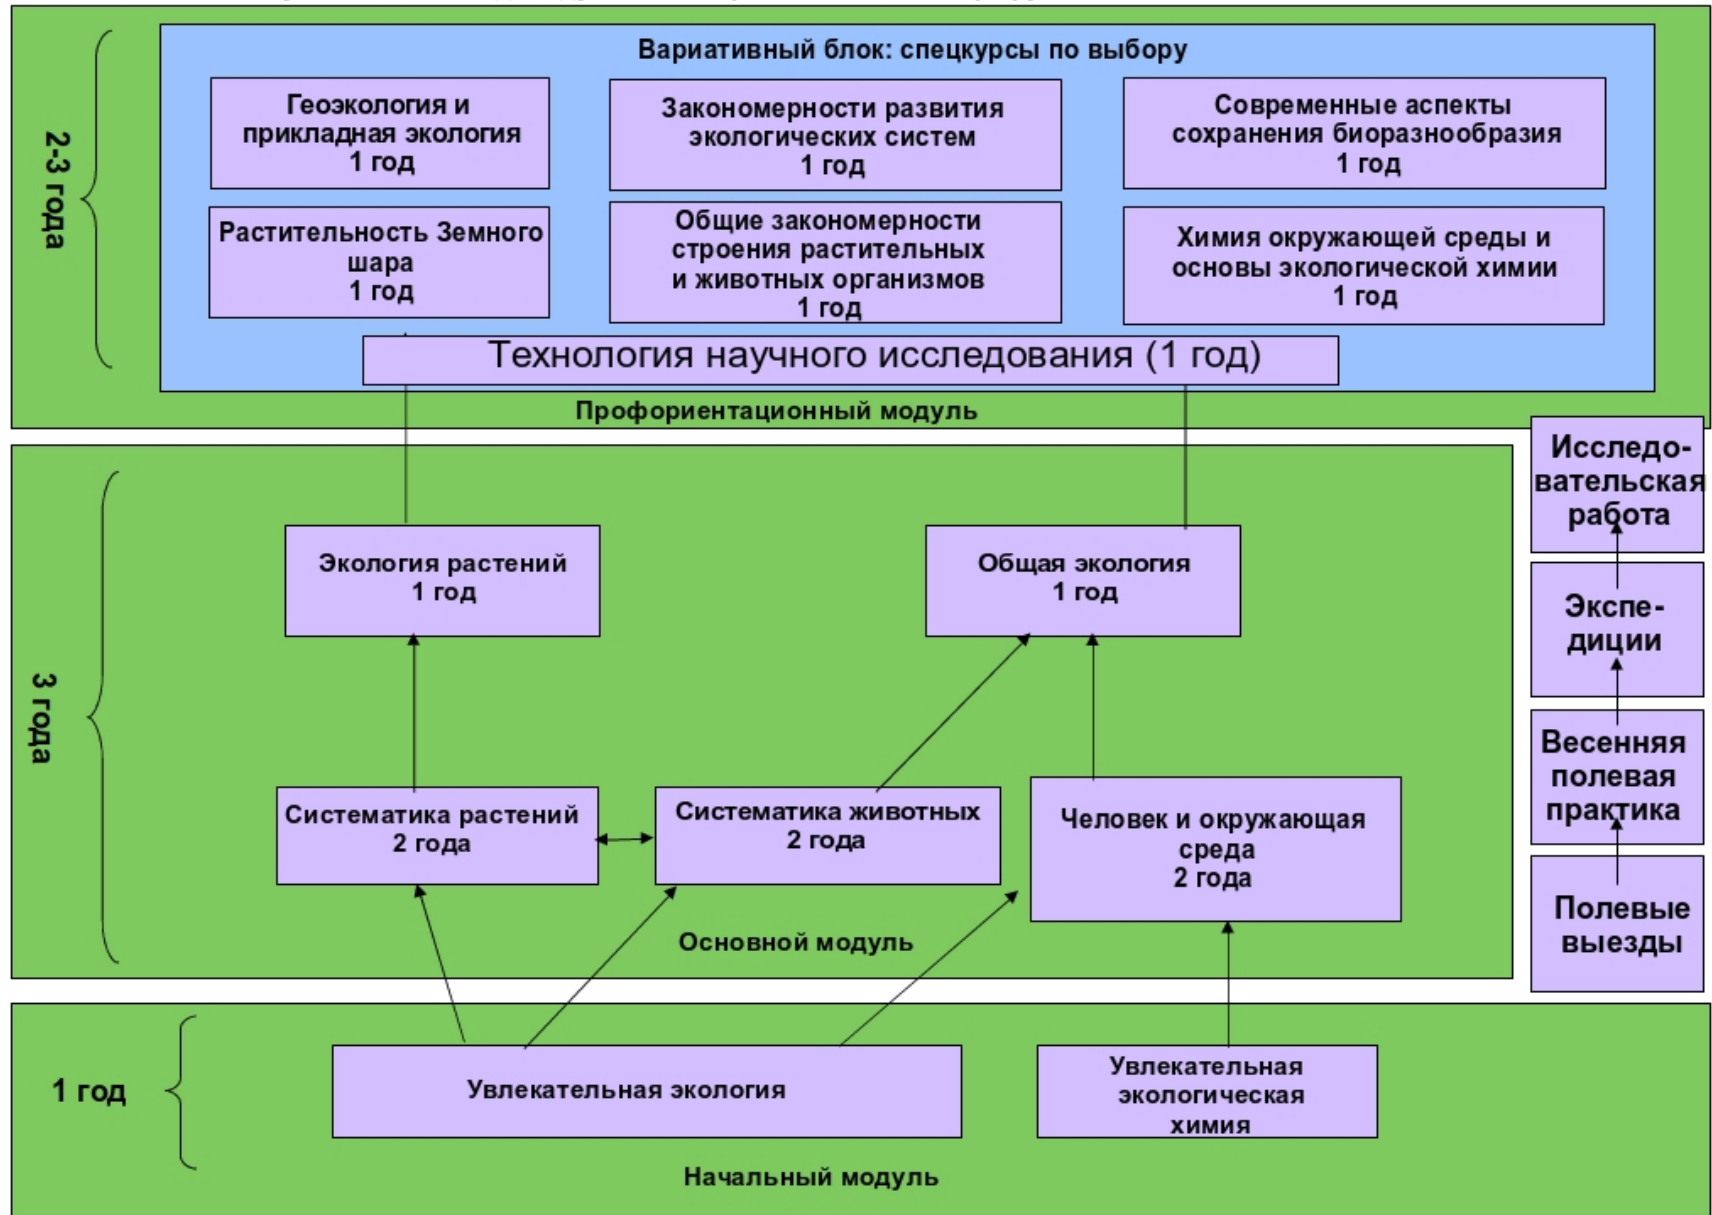 Вариативный блок: спецкурсы по выбору
Геоэкология и
прикладная экология
1 год
Закономерности развития
экологических систем
1 год
Современные аспекты
сохранения биоразнообразия
1 год
2-3 года
Растительность Земного
шара
1 год
Общие закономерности
строения растительных
и животных организмов
1 год
Химия окружающей среды и
основы экологической химии
1 год
Технология научного исследования (1 год)
Профориентационный модуль
3 года
Экология растений
1 год
Общая экология
1 год
Систематика растений
2 года
Систематика животных
2 года
Человек и окружающая
среда
2 года
Основной модуль
Исследо-
вательская
работа
Экспе-
диции
Весенняя
полевая
практика
Полевые
выезды
1 год
Увлекательная экология
Увлекательная
экологическая
химия
Начальный модуль